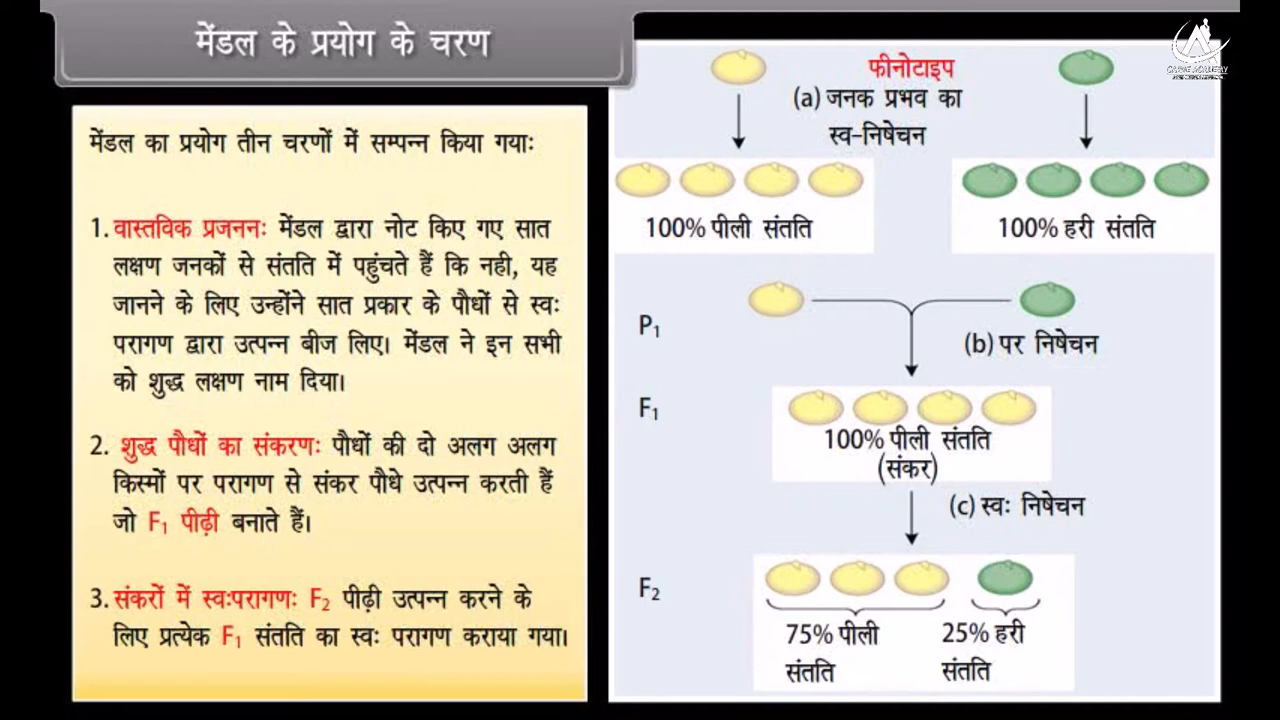 मेंडल के प्रयोग के चरण
मेंडल का प्रयोग तीन चरणों में सम्पन्न किया गयाः
1. वास्तविक प्रजननः मेंडल द्वारा नोट किए गए सात
लक्षण जनकों से संतति में पहुंचते हैं कि नही, यह
जानने के लिए उन्होंने सात प्रकार के पौधों से स्वः
परागण द्वारा उत्पन्न बीज लिए। मेंडल ने इन सभी
को शुद्ध लक्षण नाम दिया।
2. शुद्ध पौधों का संकरणः पौधों की दो अलग अलग
किस्मों पर परागण से संकर पौधे उत्पन्न करती हैं
जो F₁ पीढ़ी बनाते हैं।
3. संकरों में स्वःपरागणः F₂ पीढ़ी उत्पन्न करने के
लिए प्रत्येक F₁ संतति का स्वः परागण कराया गया।
फीनोटाइप
(a) जनक प्रभव का
स्व-निषेचन
100% पीली संतति
100% हरी संतति
P₁
(b) पर निषेचन
F₁
100% पीली संतति
(संकर)
(c) स्वः निषेचन
F₂
75% पीली
संतति
25% हरी
संतति